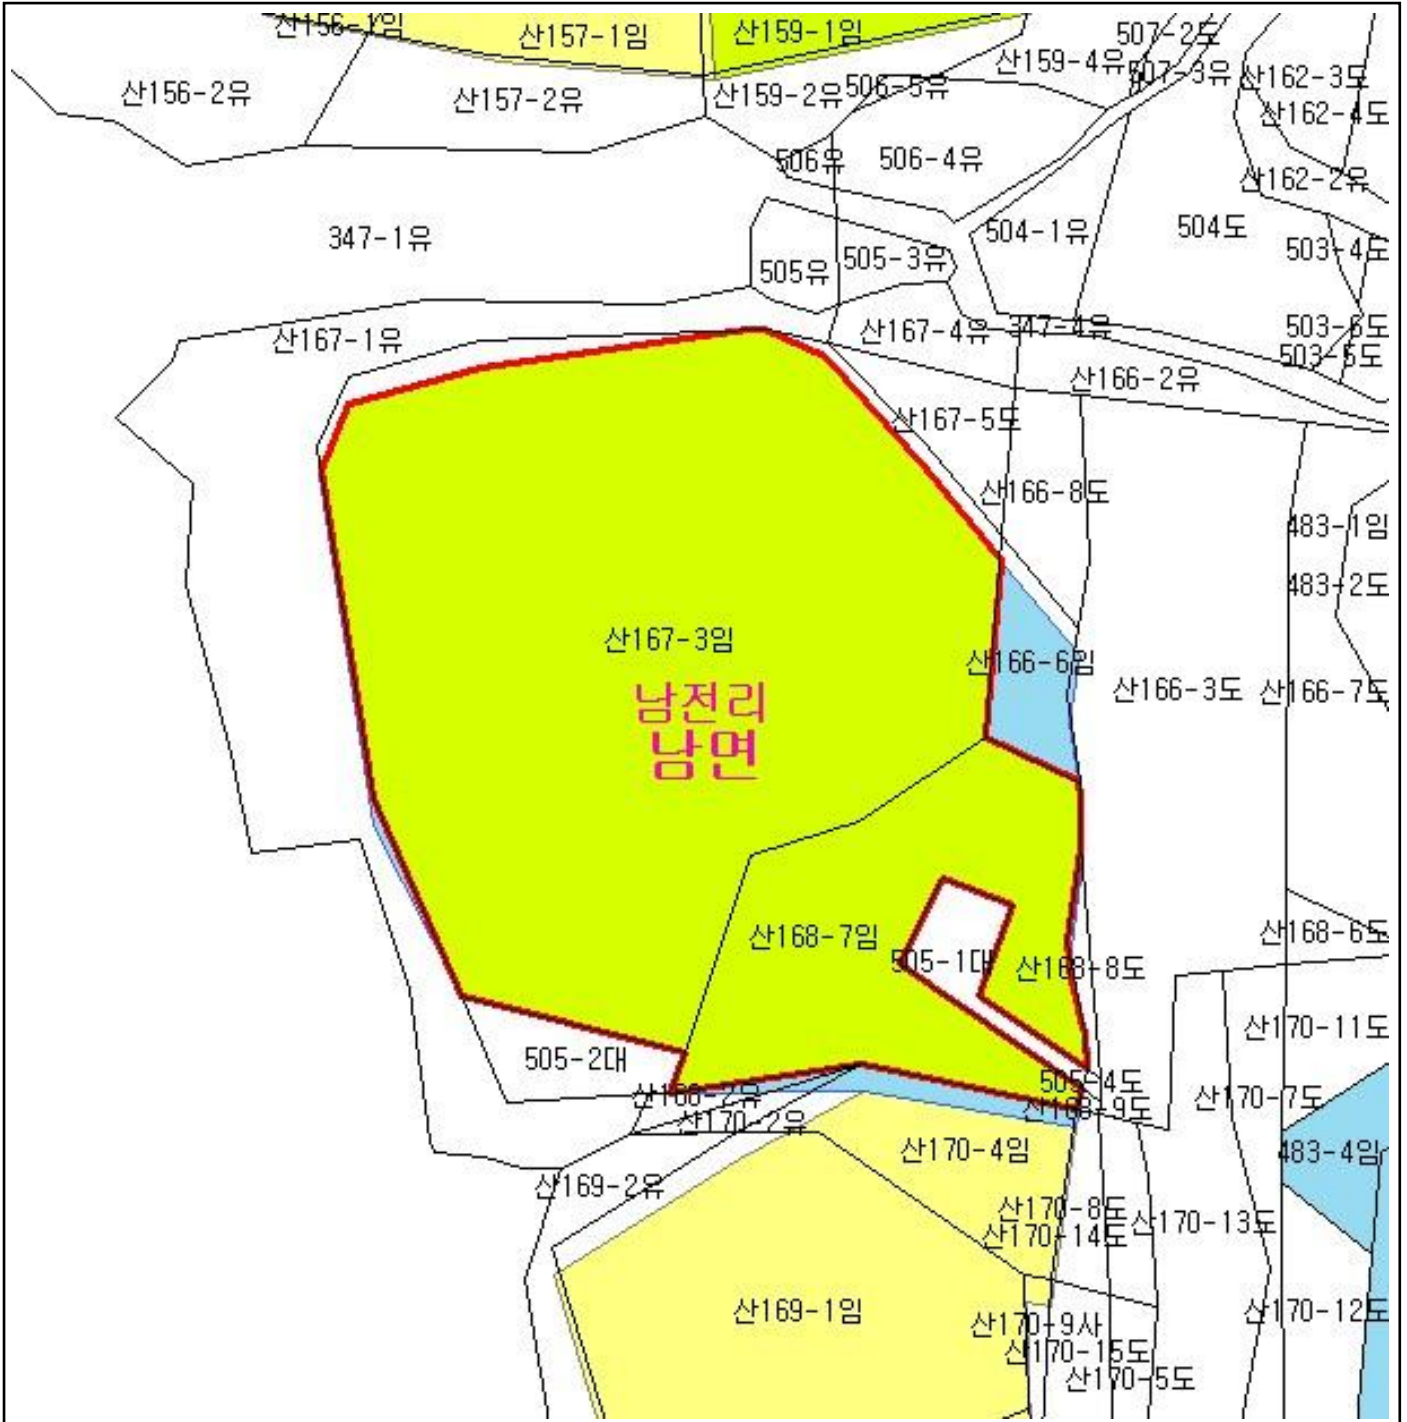 산156-1임
산157-1임
산159-1임
507-2도
산159-4유
507-3유
산162-3도
산156-2유
산157-2유
산159-2유
506-5유
산162-4도
506유
506-4유
산162-2유
347-1유
504-1유
504도
503-4도
505유
505-3유
산167-1유
산167-4유
347-4유
503-6도
503-5도
산166-2유
산167-5도
산166-8도
483-1임
483-2도
산167-3임
산166-6임
산166-3도
산166-7도
남전리
남면
산168-7임
505-1대
산168-8도
산168-6도
산170-11도
505-2대
505-4도
산168-2유
산168-9도
산170-7도
산170-2유
산170-4임
483-4임
산169-2유
산170-8도
산170-14도
산170-13도
산169-1임
산170-9사
산170-12도
산170-15도
산170-5도